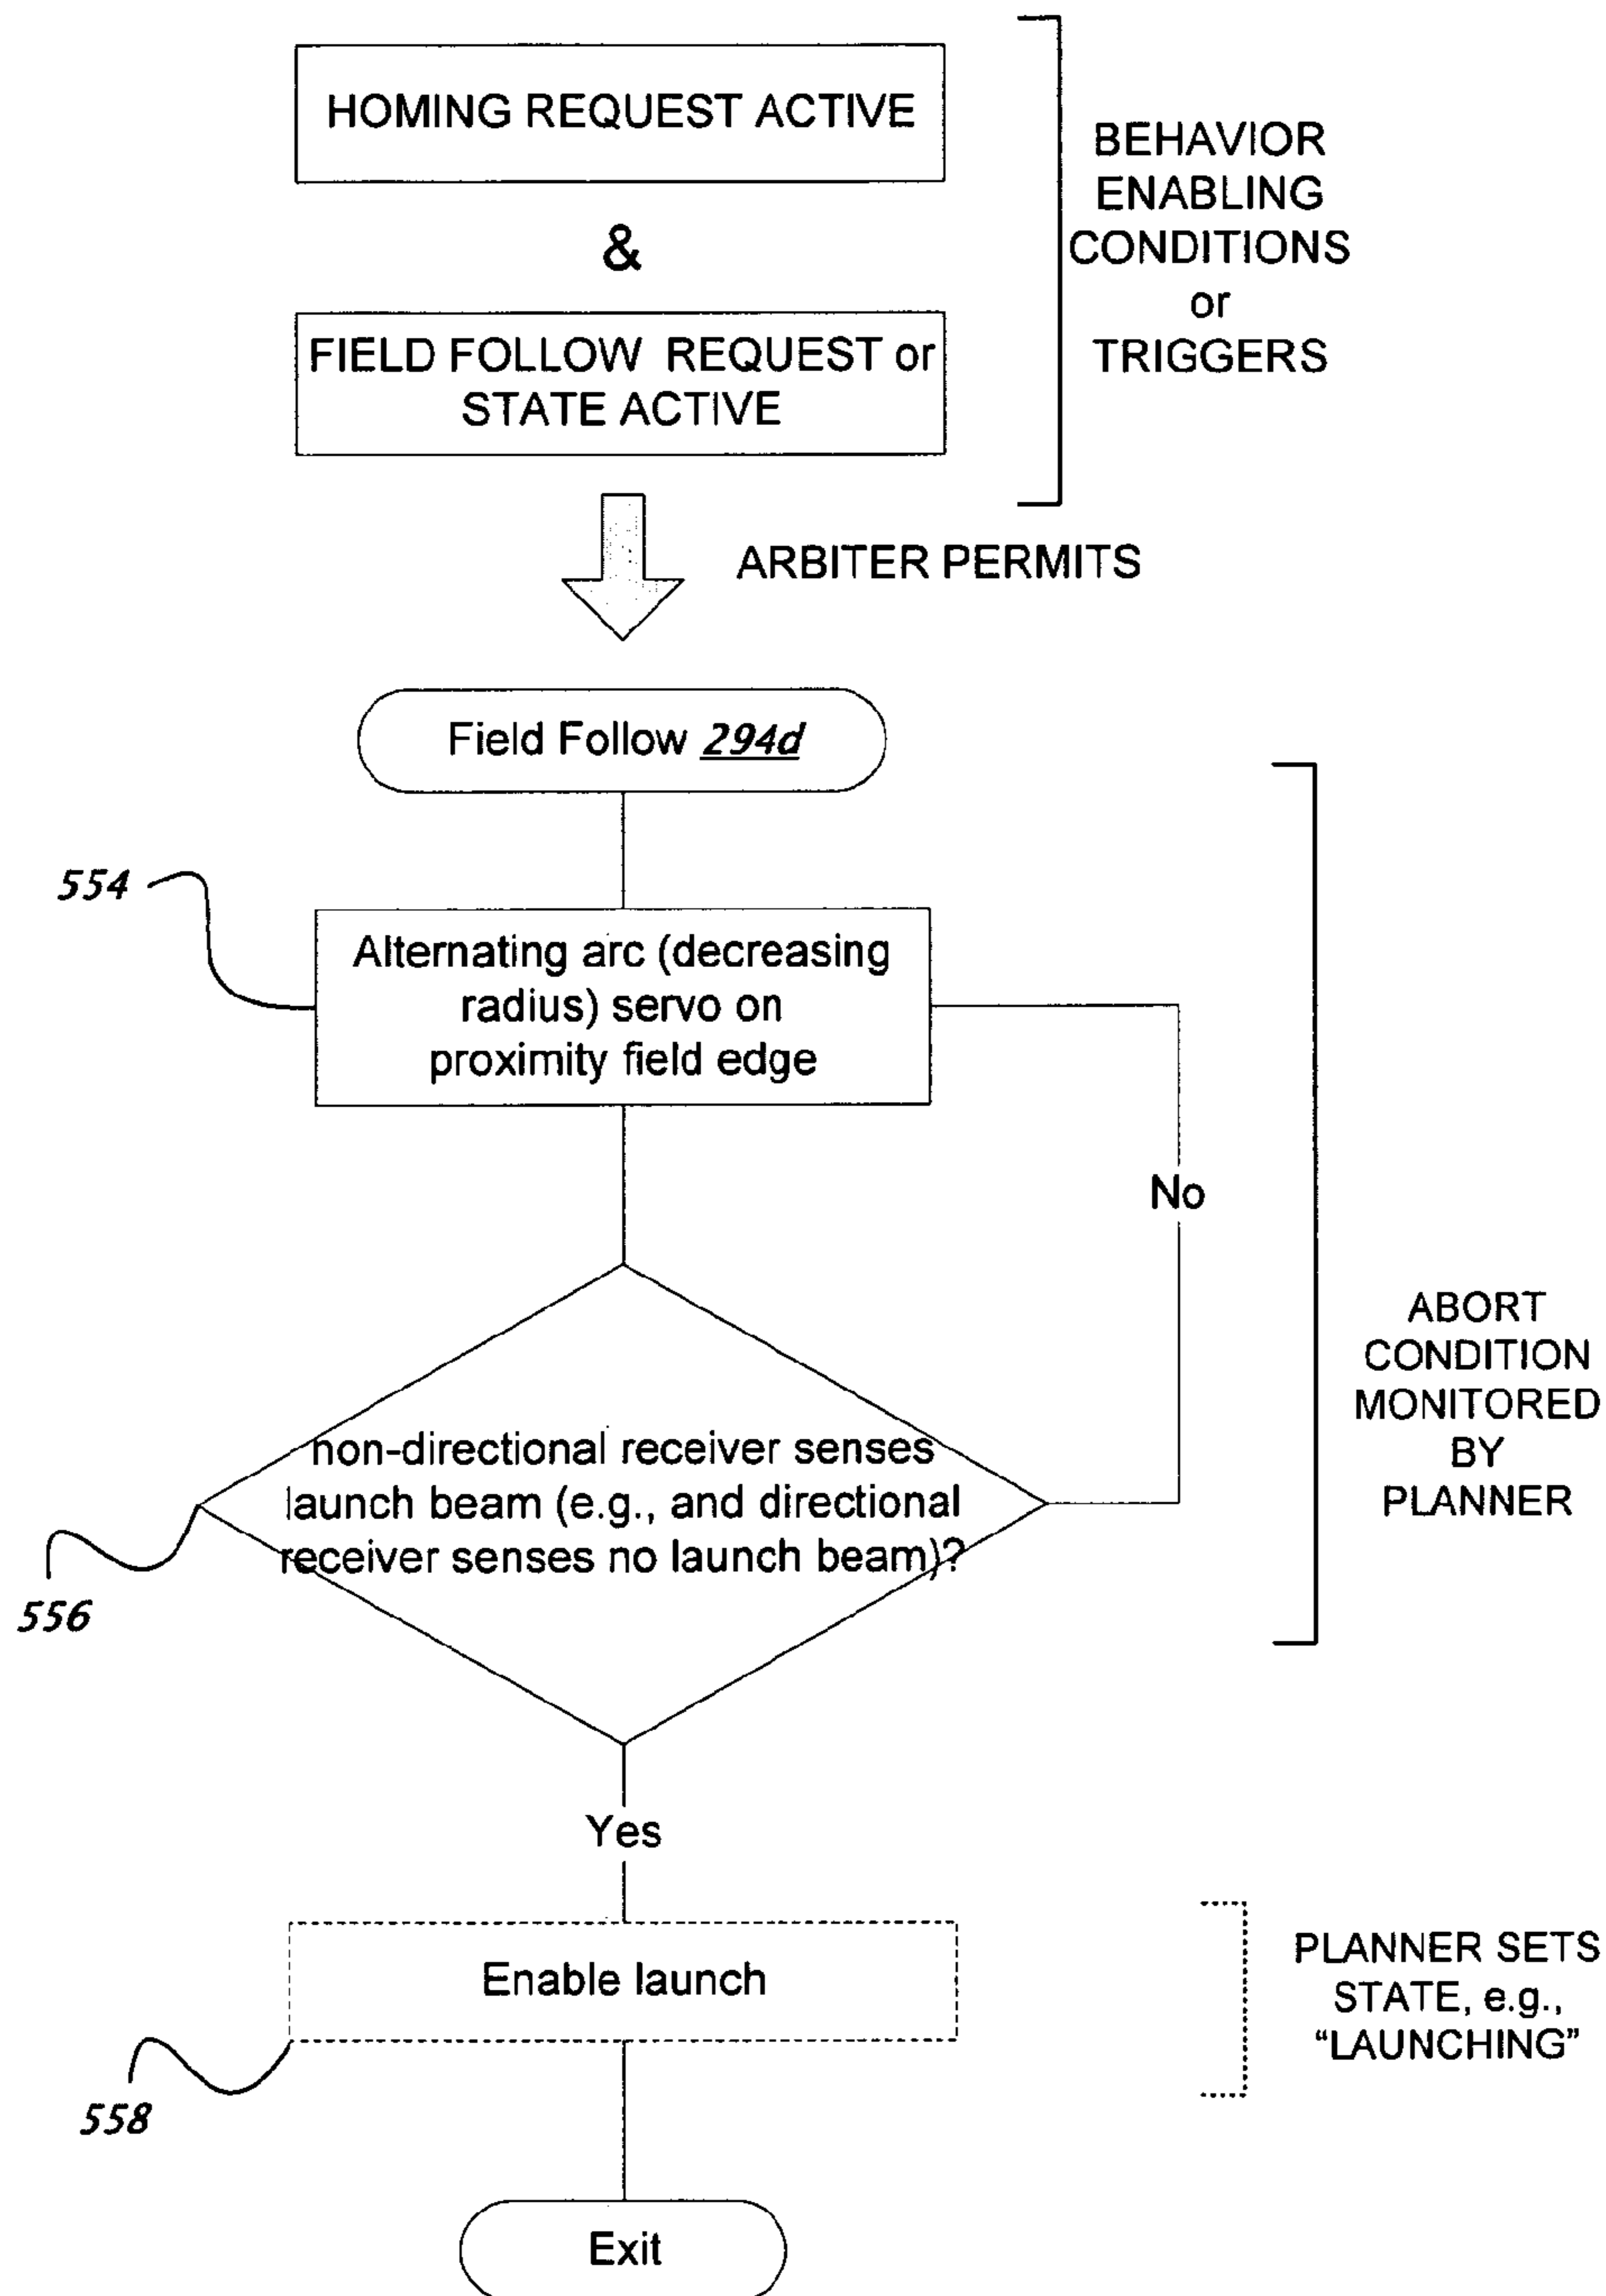 HOMING REQUEST ACTIVE
&
FIELD FOLLOW REQUEST or
STATE ACTIVE
BEHAVIOR
ENABLING
CONDITIONS
or
TRIGGERS
ARBITER PERMITS
Field Follow 294d
554
Alternating arc (decreasing
radius) servo on
proximity field edge
No
ABORT
CONDITION
MONITORED
BY
PLANNER
non-directional receiver senses
launch beam (e.g., and directional
receiver senses no launch beam)?
556
Yes
Enable launch
PLANNER SETS
STATE, e.g.,
“LAUNCHING”
558
Exit